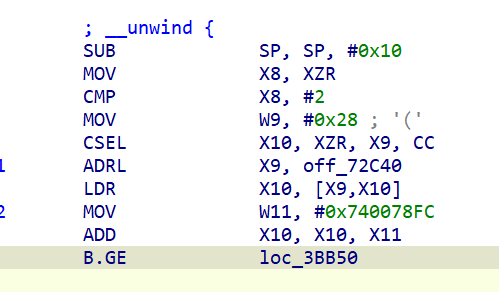 ; __unwind {
SUB SP, SP, #0x10
MOV X8, XZR
CMP X8, #2
MOV W9, #0x28 ; '('
CSEL X10, XZR, X9, CC
1 ADRL X9, off_72C40
LDR X10, [X9,X10]
2 MOV W11, #0x740078FC
ADD X10, X10, X11
B.GE loc_3BB50